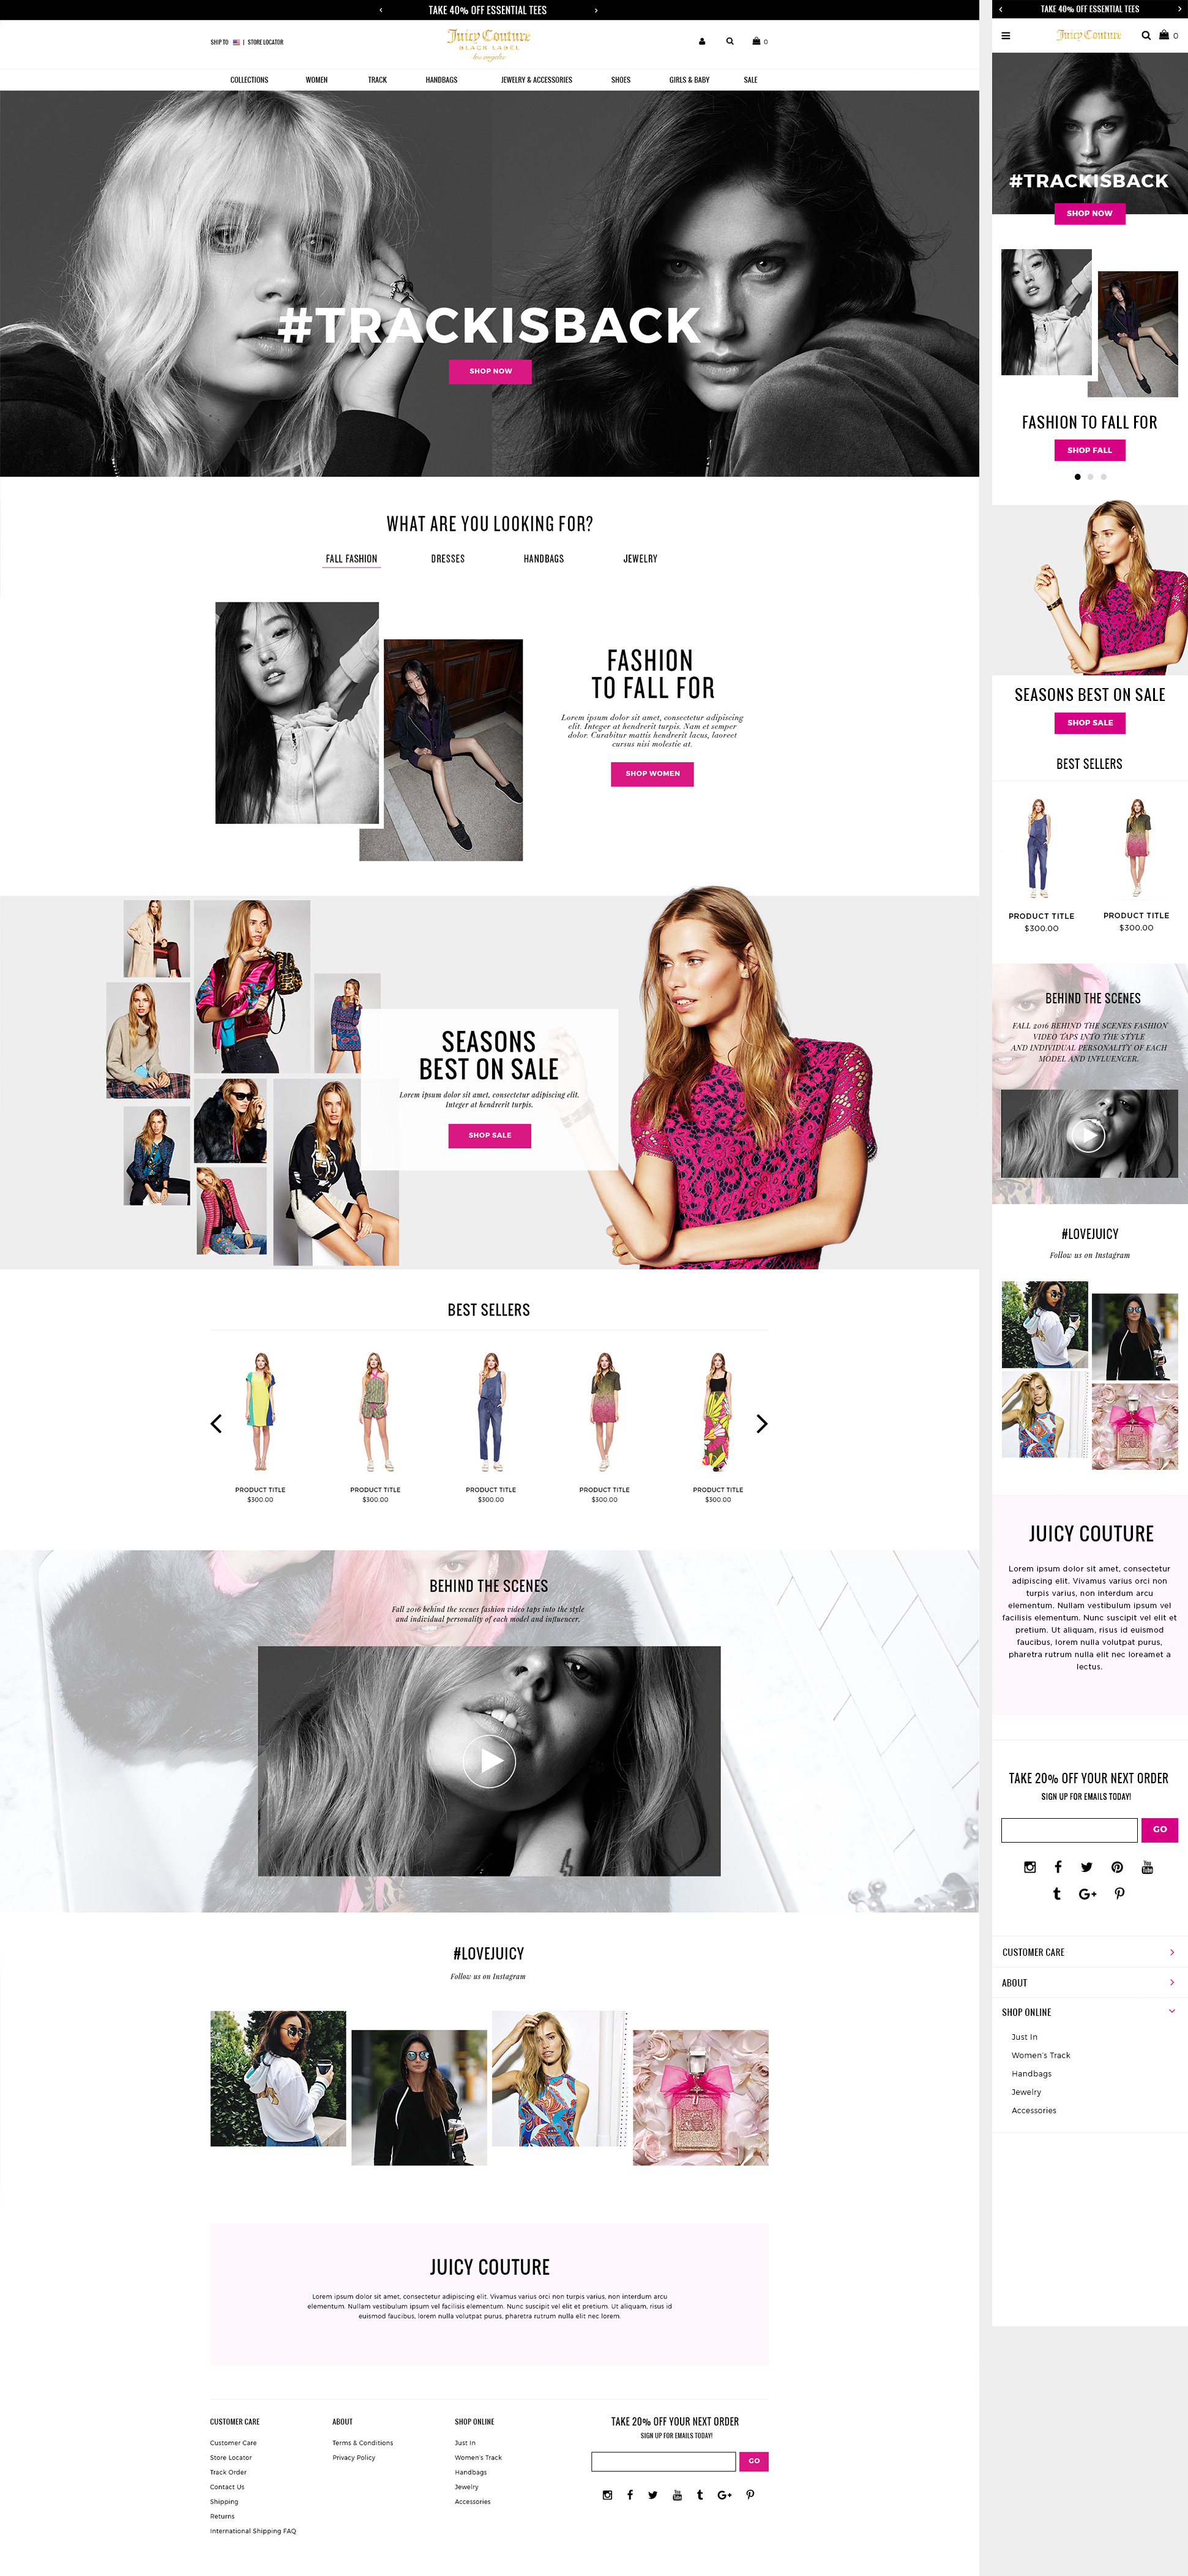 TAKE 40% OFF ESSENTIAL TEES
SHIP TO | STORE LOCATOR
Juicy Couture
BLACK LABEL
los angeles
0
COLLECTIONS WOMEN TRACK HANDBAGS JEWELRY & ACCESSORIES SHOES GIRLS & BABY SALE
#TRACKISBACK
SHOP NOW
WHAT ARE YOU LOOKING FOR?
FALL FASHION DRESSES HANDBAGS JEWELRY
FASHION
TO FALL FOR
Lorem ipsum dolor sit amet, consectetur adipiscing
elit. Integer at hendrerit turpis. Nam et semper
dolor. Curabitur mattis hendrerit lacus, laoreet
cursus nisi molestie at.
SHOP WOMEN
SEASONS
BEST ON SALE
Lorem ipsum dolor sit amet, consectetur adipiscing elit.
Integer at hendrerit turpis.
SHOP SALE
BEST SELLERS
PRODUCT TITLE PRODUCT TITLE PRODUCT TITLE PRODUCT TITLE PRODUCT TITLE
$300.00 $300.00 $300.00 $300.00 $300.00
BEHIND THE SCENES
Fall 2016 behind the scenes fashion video taps into the style
and individual personality of each model and influencer.
#LOVEJUICY
Follow us on Instagram
JUICY COUTURE
Lorem ipsum dolor sit amet, consectetur adipiscing elit. Vivamus varius orci non turpis varius, non interdum arcu
elementum. Nullam vestibulum ipsum vel facilisis elementum. Nunc suscipit vel elit et pretium. Ut aliquam, risus id
euismod faucibus, lorem nulla volutpat purus, pharetra rutrum nulla elit nec lorem.
CUSTOMER CARE
Customer Care
Store Locator
Track Order
Contact Us
Shipping
Returns
International Shipping FAQ
ABOUT
Terms & Conditions
Privacy Policy
SHOP ONLINE
Just In
Women's Track
Handbags
Jewelry
Accessories
TAKE 20% OFF YOUR NEXT ORDER
SIGN UP FOR EMAILS TODAY!
GO
You Tube
TAKE 40% OFF ESSENTIAL TEES
Juicy Couture
0
#TRACKISBACK
SHOP NOW
FASHION TO FALL FOR
SHOP FALL
SEASONS BEST ON SALE
SHOP SALE
BEST SELLERS
PRODUCT TITLE PRODUCT TITLE
$300.00 $300.00
BEHIND THE SCENES
FALL 2016 BEHIND THE SCENES FASHION
VIDEO TAPS INTO THE STYLE
AND INDIVIDUAL PERSONALITY OF EACH
MODEL AND INFLUENCER.
#LOVEJUICY
Follow us on Instagram
JUICY COUTURE
Lorem ipsum dolor sit amet, consectetur
adipiscing elit. Vivamus varius orci non
turpis varius, non interdum arcu
elementum. Nullam vestibulum ipsum vel
facilisis elementum. Nunc suscipit vel elit et
pretium. Ut aliquam, risus id euismod
faucibus, lorem nulla volutpat purus,
pharetra rutrum nulla elit nec loreamet a
lectus.
TAKE 20% OFF YOUR NEXT ORDER
SIGN UP FOR EMAILS TODAY!
GO
You Tube
CUSTOMER CARE
ABOUT
SHOP ONLINE
Just In
Women's Track
Handbags
Jewelry
Accessories